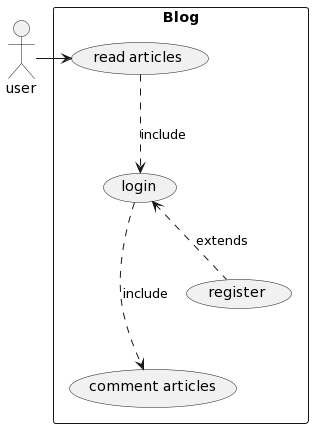 Blog
read articles
user
include
login
extends
register
include
comment articles